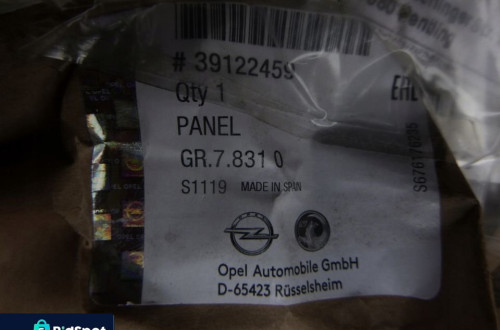 # 39122459
Qty 1
PANEL
GR.7.831 0
S1119 MADE IN SPAIN
Opel Automobile GmbH
D-65423 Rüsselsheim
EAC
BidSpot